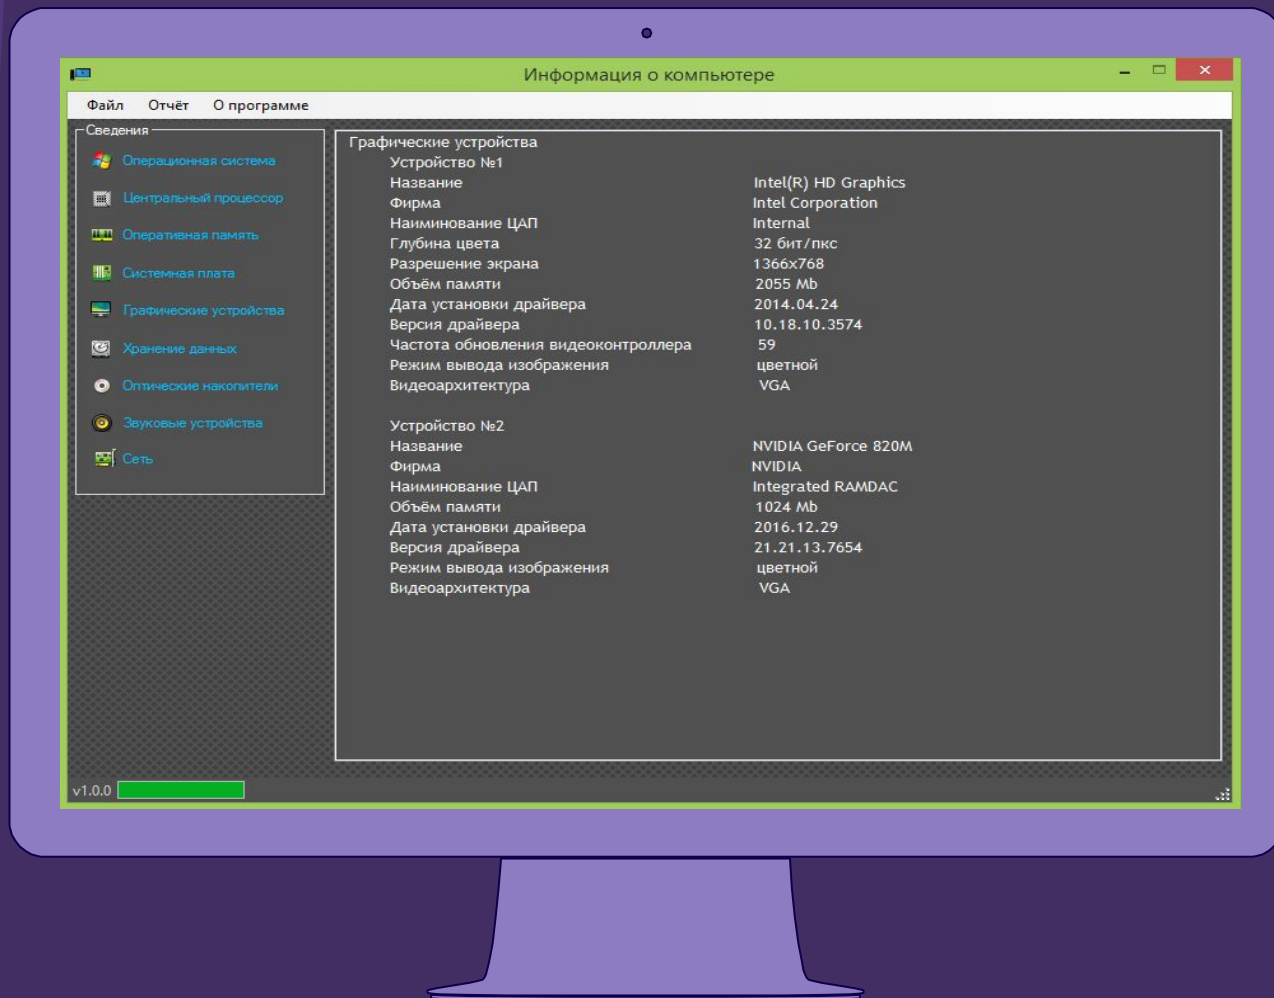 Информация о компьютере
Файл Отчёт О программе
Сведения
Операционная система
Центральный процессор
Оперативная память
Системная плата
Графические устройства
Хранение данных
Оптические накопители
Звуковые устройства
Сеть
Графические устройства
Устройство №1
Название Intel(R) HD Graphics
Фирма Intel Corporation
Наиминование ЦАП Internal
Глубина цвета 32 бит/пкс
Разрешение экрана 1366x768
Объём памяти 2055 Mb
Дата установки драйвера 2014.04.24
Версия драйвера 10.18.10.3574
Частота обновления видеоконтроллера 59
Режим вывода изображения цветной
Видеоархитектура VGA
Устройство №2
Название NVIDIA GeForce 820M
Фирма NVIDIA
Наиминование ЦАП Integrated RAMDAC
Объём памяти 1024 Mb
Дата установки драйвера 2016.12.29
Версия драйвера 21.21.13.7654
Режим вывода изображения цветной
Видеоархитектура VGA
v1.0.0